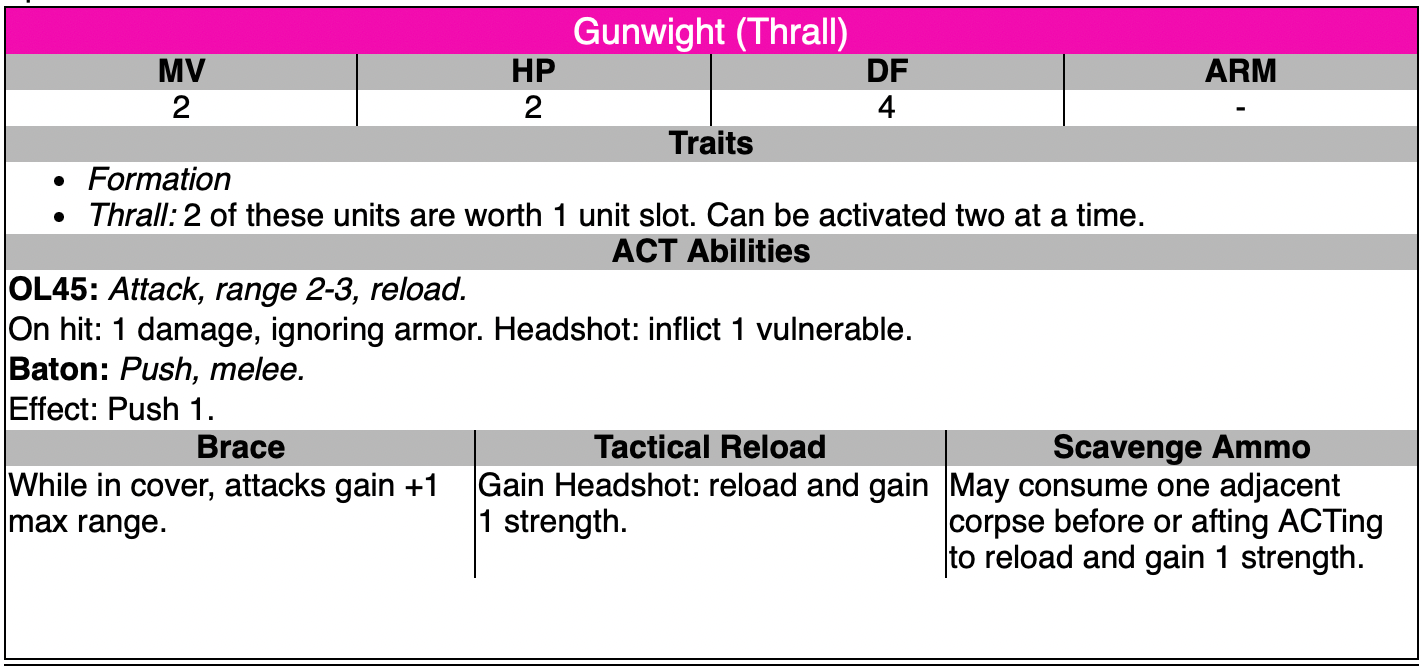 Gunwight (Thrall)
MV HP DF ARM
2 2 4 -
Traits
• Formation
• Thrall: 2 of these units are worth 1 unit slot. Can be activated two at a time.
ACT Abilities
OL45: Attack, range 2-3, reload.
On hit: 1 damage, ignoring armor. Headshot: inflict 1 vulnerable.
Baton: Push, melee.
Effect: Push 1.
Brace
While in cover, attacks gain +1
max range.
Tactical Reload
Gain Headshot: reload and gain
1 strength.
Scavenge Ammo
May consume one adjacent
corpse before or afting ACTing
to reload and gain 1 strength.